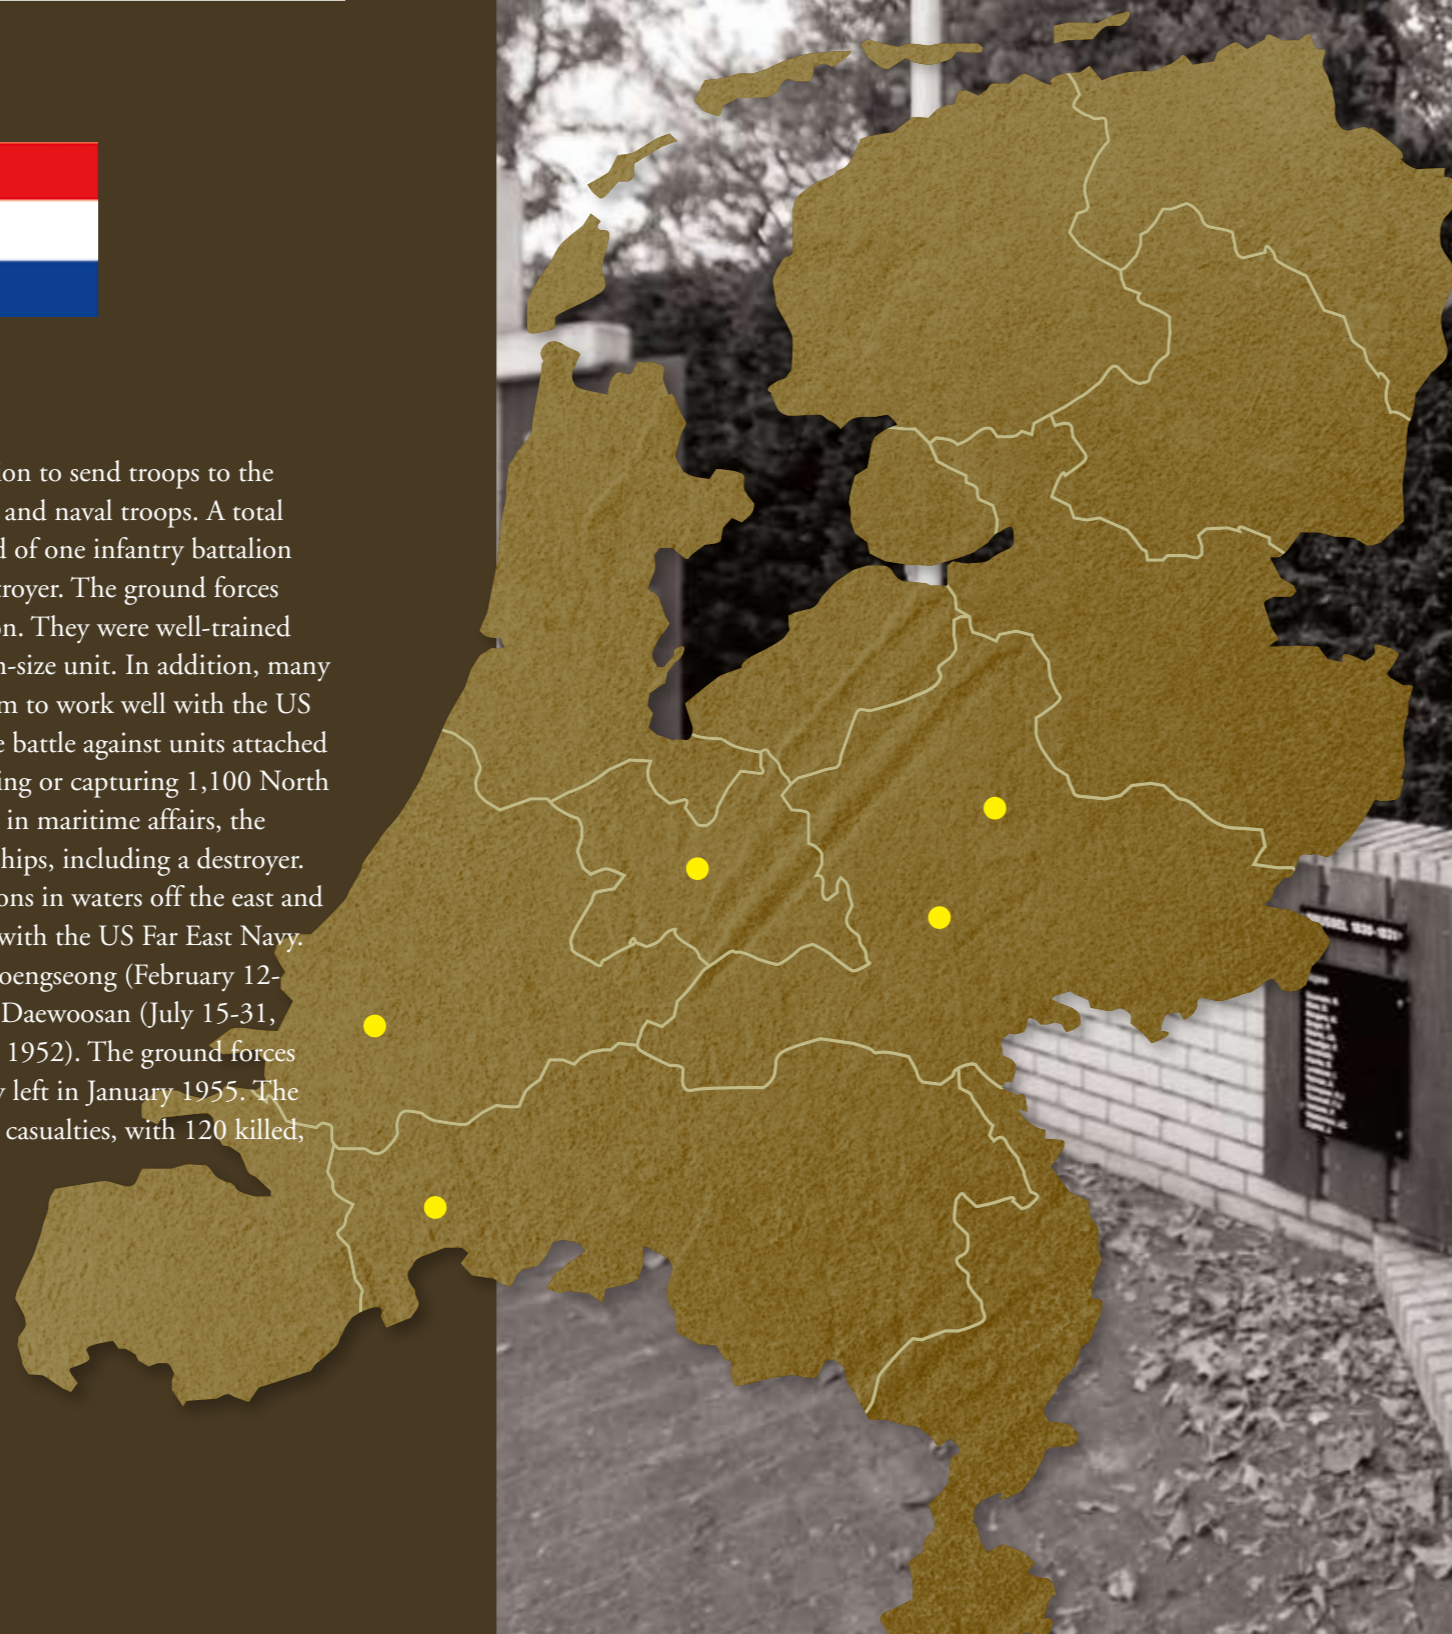 ion to send troops to the
and naval troops. A total
d of one infantry battalion
troyer. The ground forces
on. They were well-trained
n-size unit. In addition, many
m to work well with the US
e battle against units attached
ing or capturing 1,100 North
in maritime affairs, the
hips, including a destroyer.
ons in waters off the east and
with the US Far East Navy.
oengseong (February 12-
Daewoosan (July 15-31,
1952). The ground forces
y left in January 1955. The
casualties, with 120 killed,